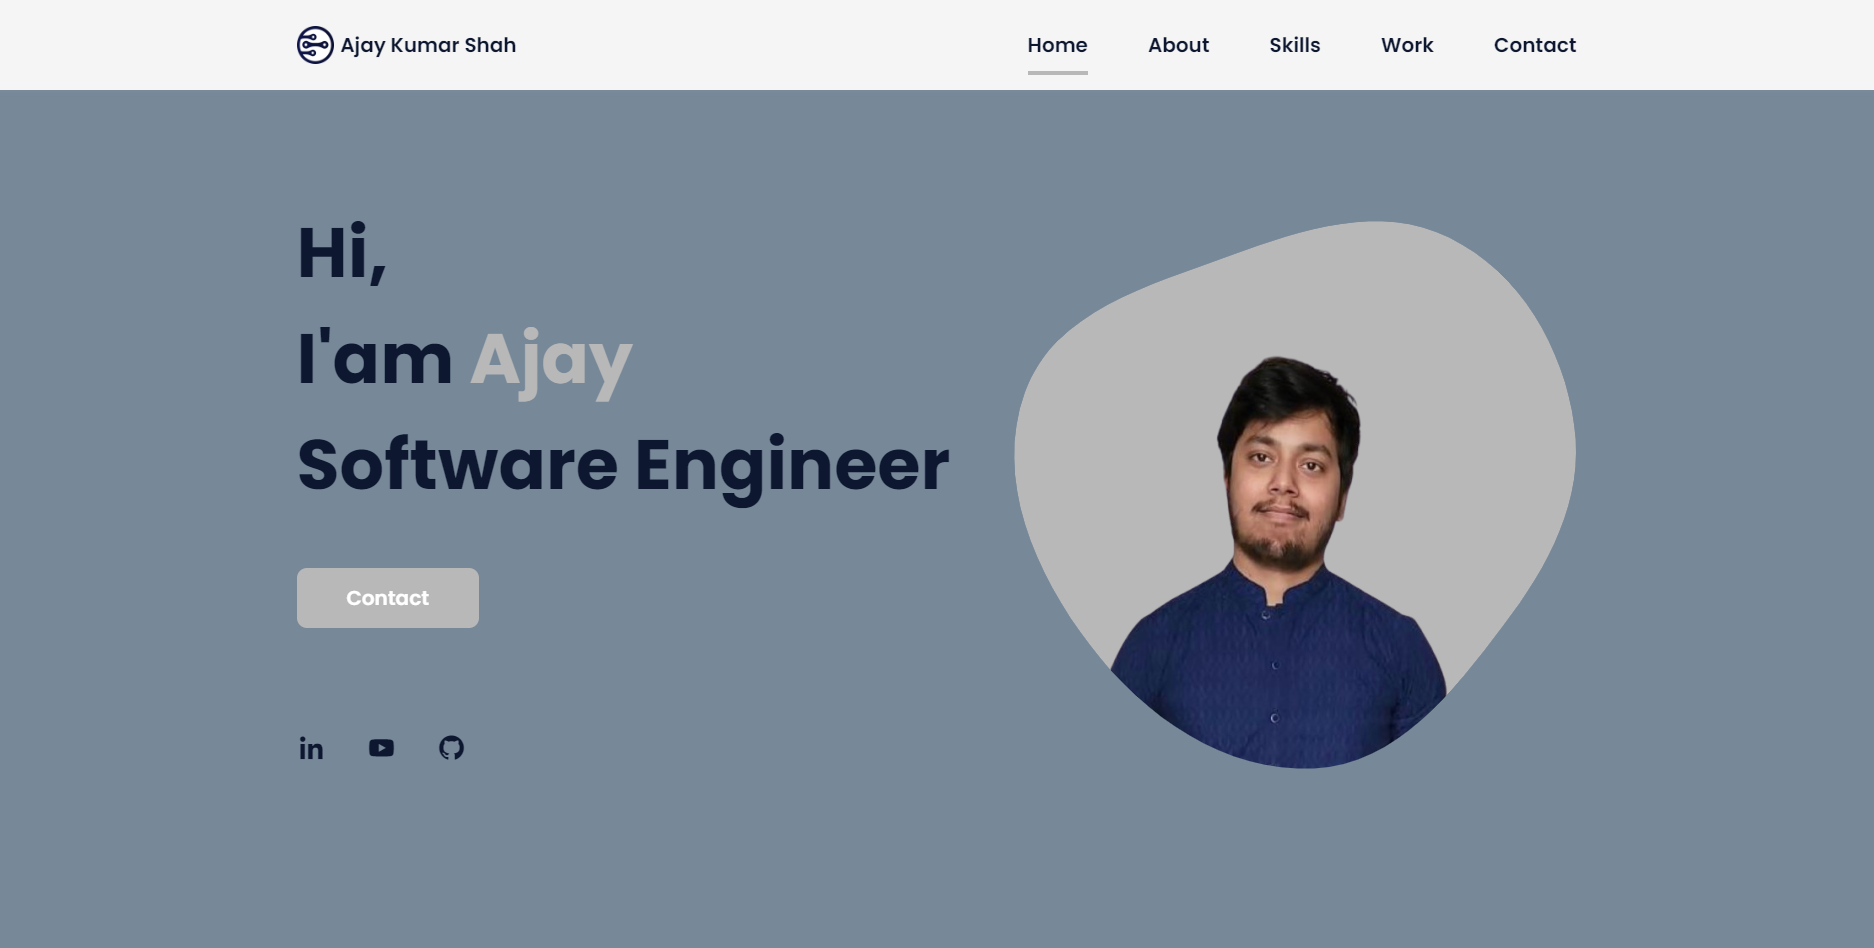 Ajay Kumar Shah
Home About Skills Work Contact
Hi,
I'am Ajay
Software Engineer
Contact
in